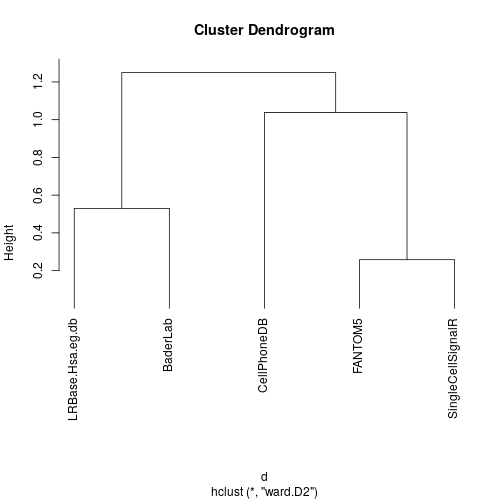 Cluster Dendrogram
Height
1.2
1.0
0.8
0.6
0.4
0.2
LRBase.Hsa.eg.db
BaderLab
CellPhoneDB
FANTOM5
SingleCellSignalR
d
hclust (*, "ward.D2")